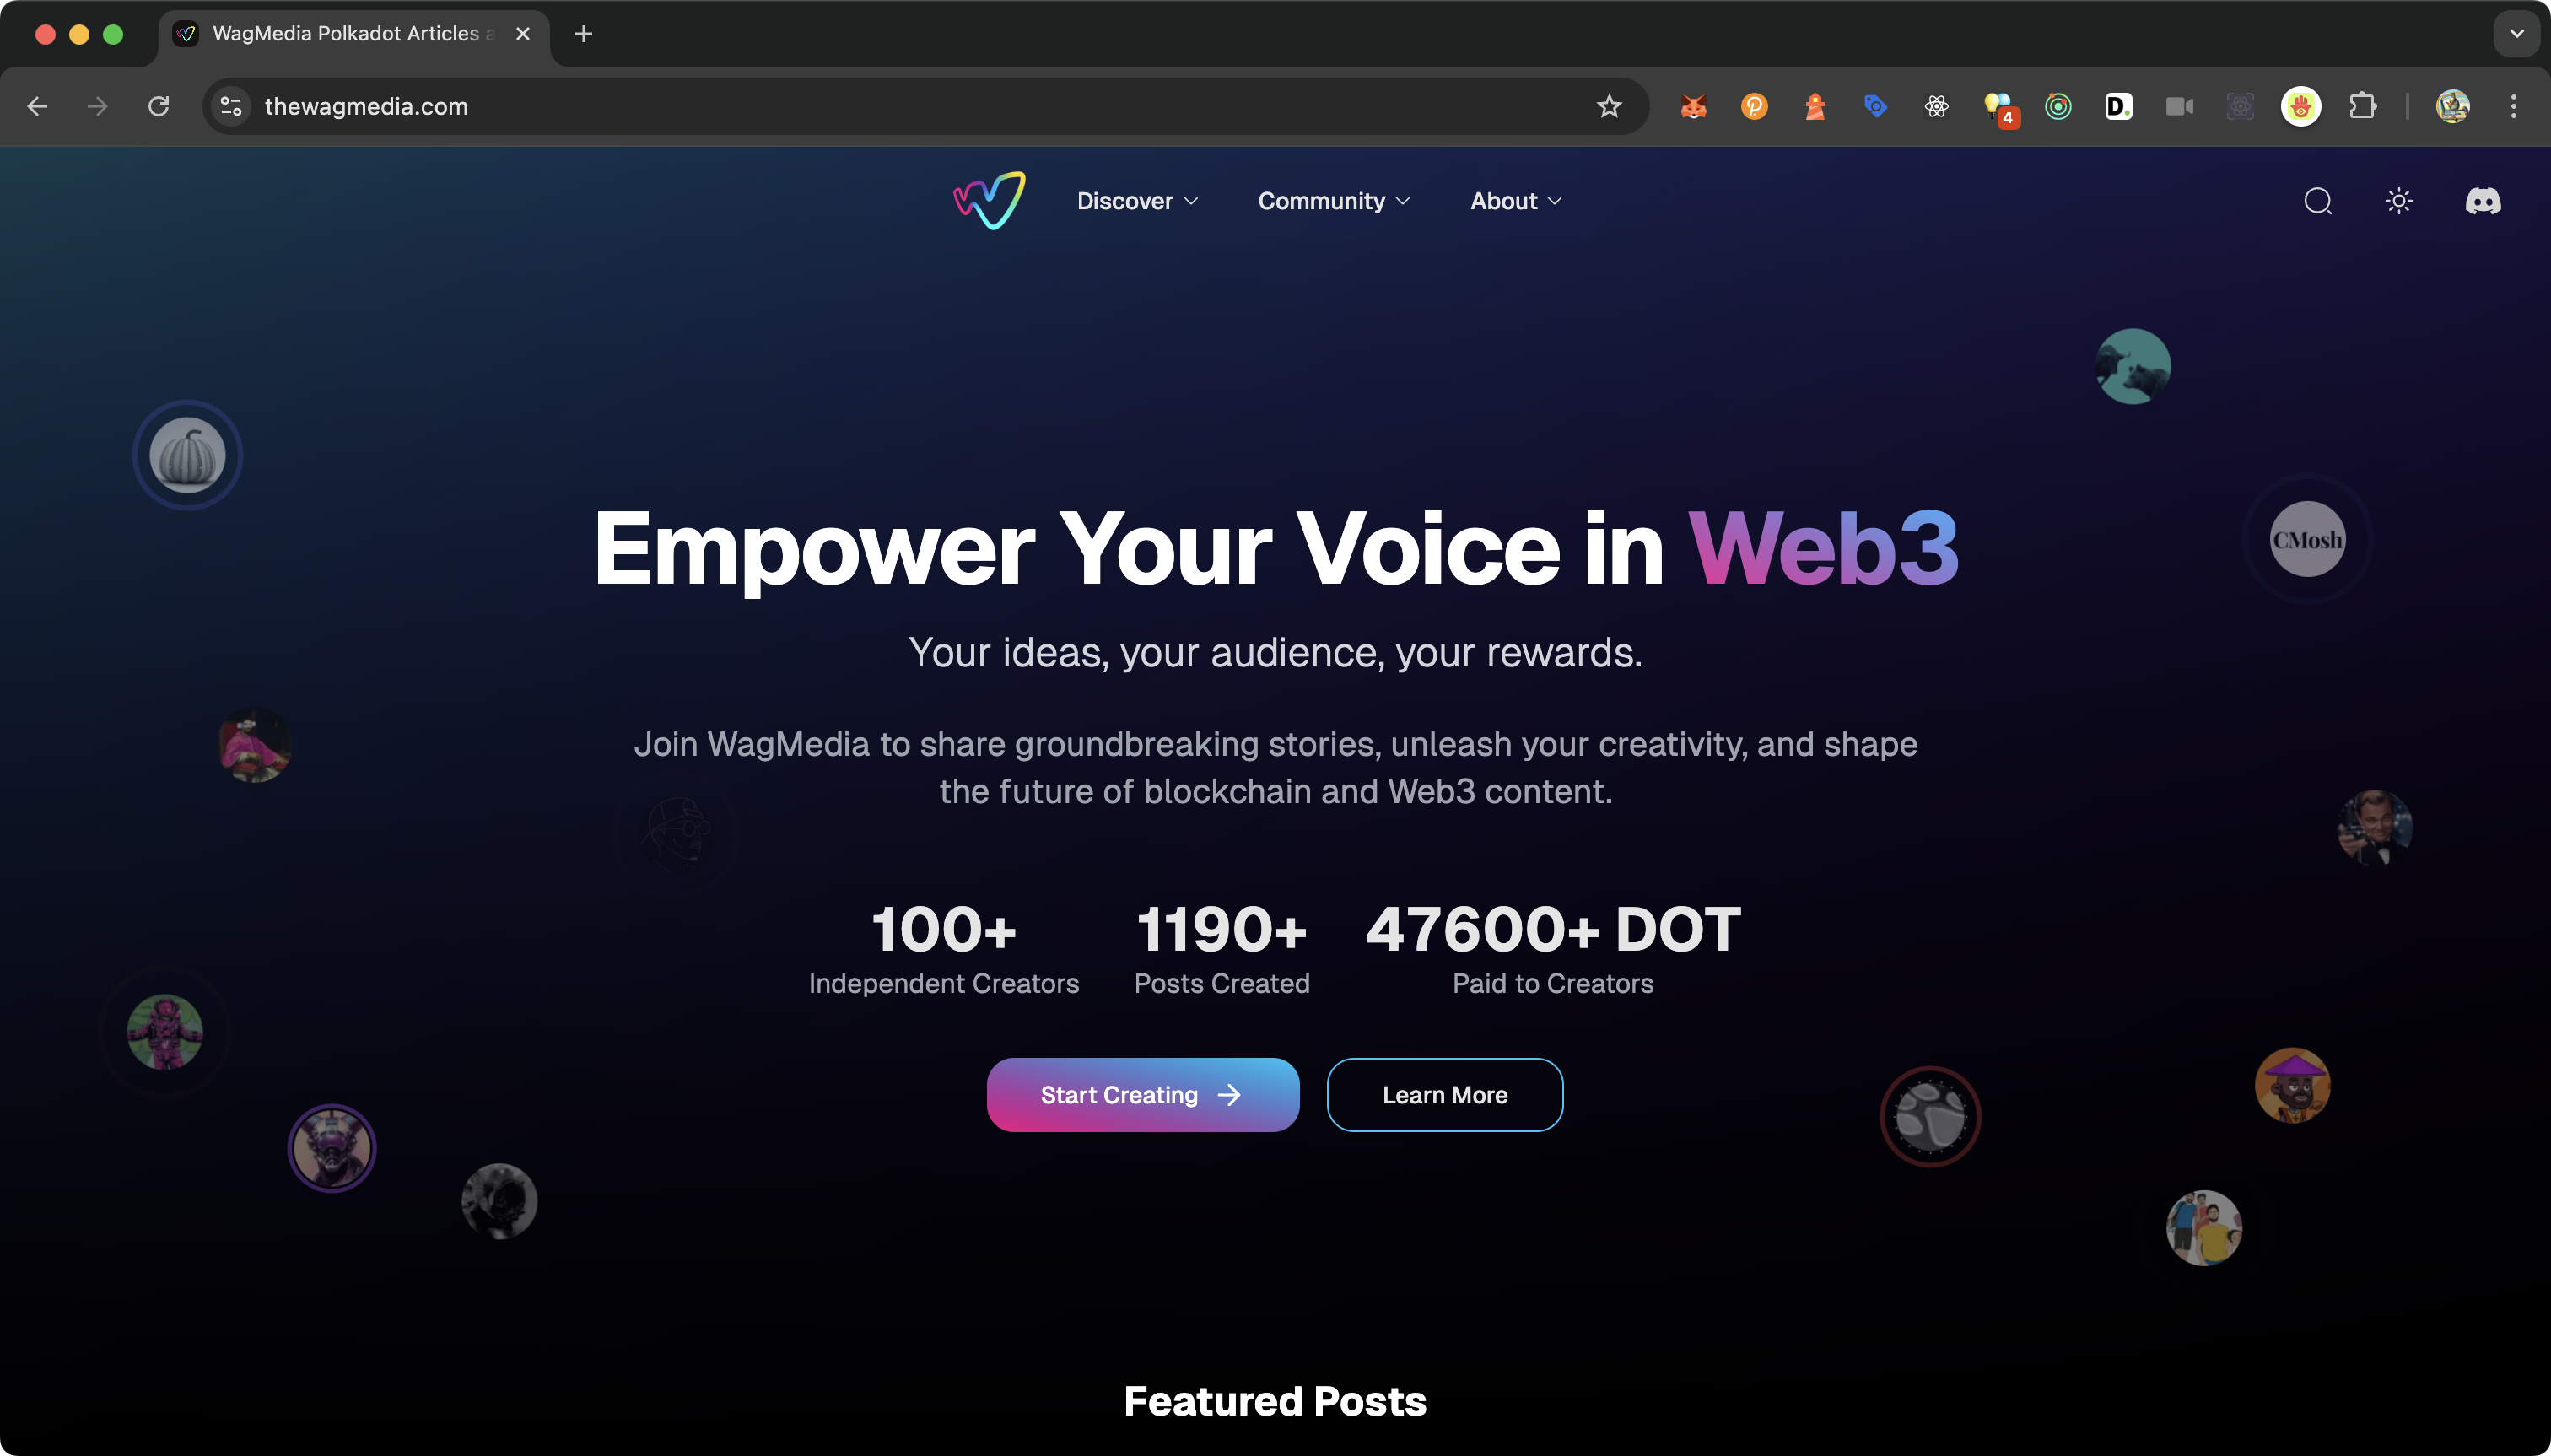 WagMedia Polkadot Articles a
thewagmedia.com
4
D.
Discover
Community
About
CMosh
Empower Your Voice in Web3
Your ideas, your audience, your rewards.
Join WagMedia to share groundbreaking stories, unleash your creativity, and shape
the future of blockchain and Web3 content.
100+
1190+
47600+ DOT
Independent Creators
Posts Created
Paid to Creators
Start Creating
Learn More
Featured Posts